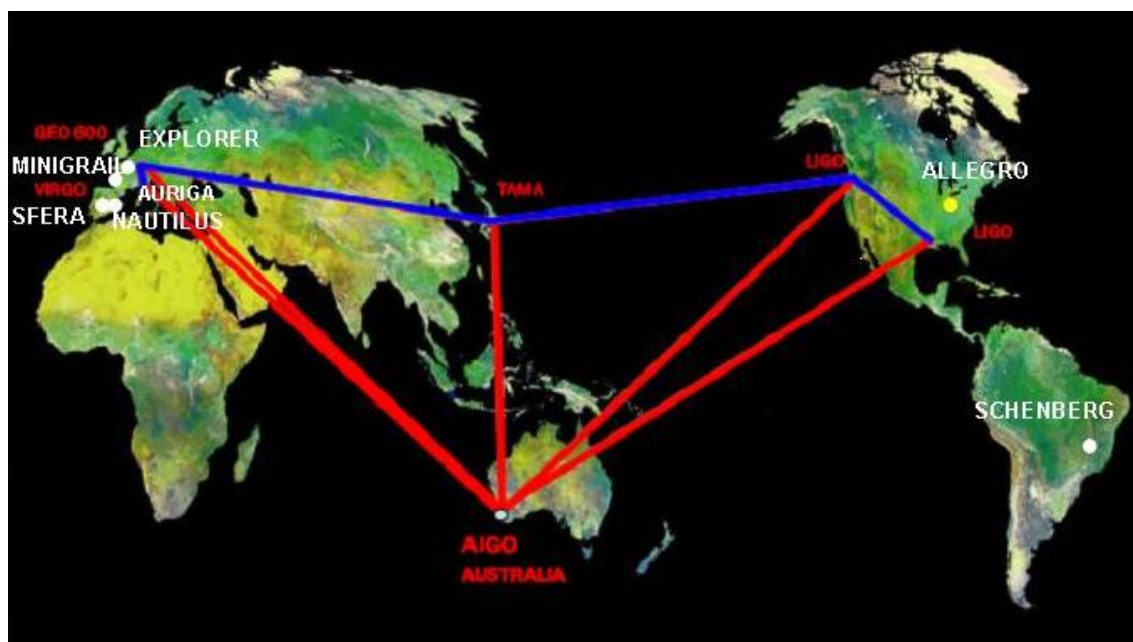 GEO 600
EXPLORER
MINIGRAIL
VIRGO
AURIGA
SFERA
NAUTILUS
TAMA
LIGO
ALLEGRO
LIGO
SCHENBERG
AIGO
AUSTRALIA